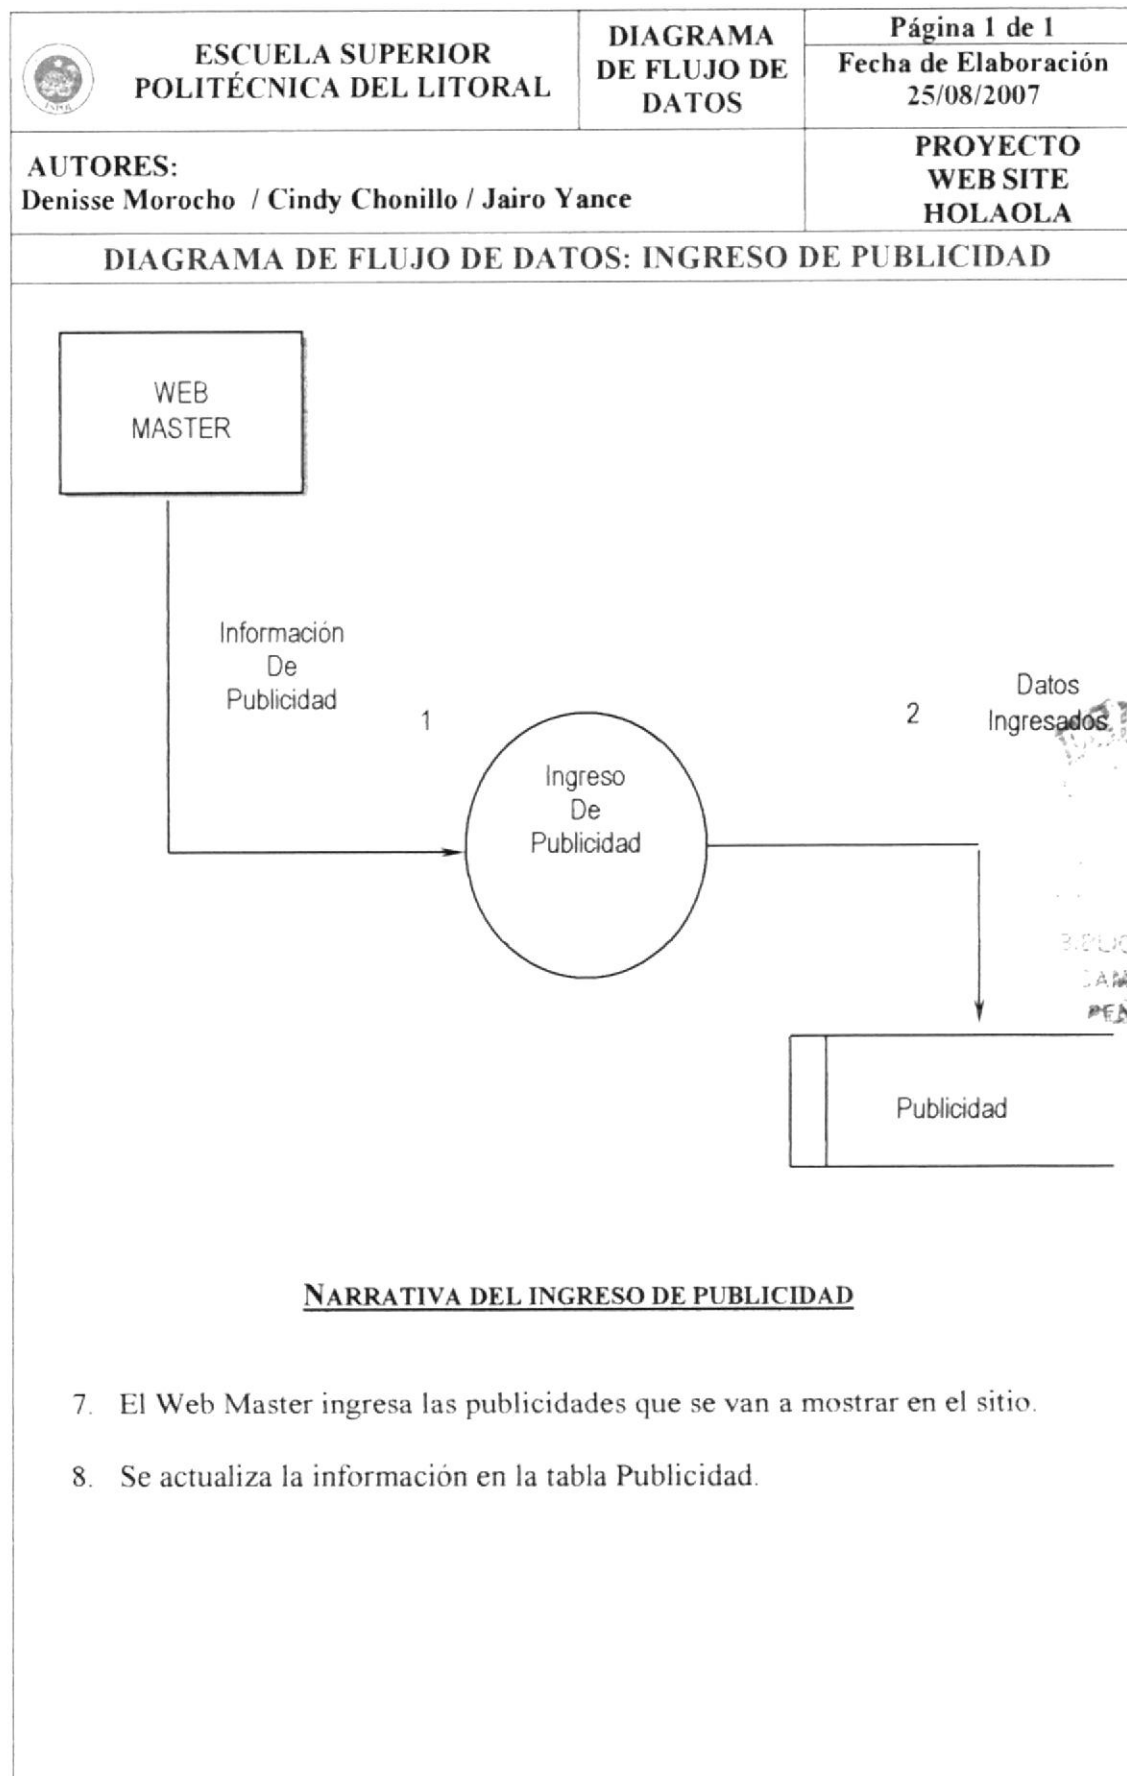 ESCUELA SUPERIOR
POLITÉCNICA DEL LITORAL
DIAGRAMA
DE FLUJO DE
DATOS
Página 1 de 1
Fecha de Elaboración
25/08/2007
AUTORES:
Denisse Morocho / Cindy Chonillo / Jairo Yance
PROYECTO
WEB SITE
HOLAOLA
DIAGRAMA DE FLUJO DE DATOS: INGRESO DE PUBLICIDAD
WEB
MASTER
Información
De
Publicidad
1
Ingreso
De
Publicidad
2
Datos
Ingresados
Publicidad
NARRATIVA DEL INGRESO DE PUBLICIDAD
7. El Web Master ingresa las publicidades que se van a mostrar en el sitio.
8. Se actualiza la información en la tabla Publicidad.